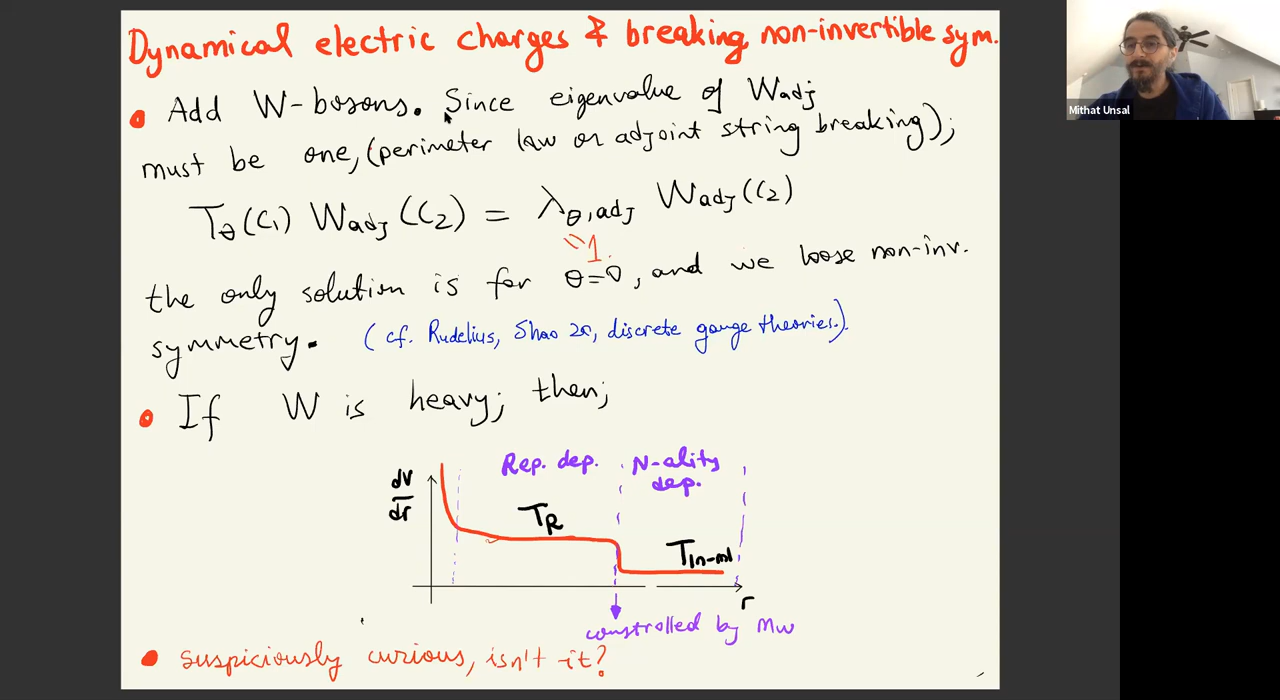 Dynamical electric charges & breaking non-invertible sym.
Mithat Unsal
• Add W-bosons. Since eigenvalue of Wadj
must be one, (perimeter law or adjoint string breaking);
Tθ(C1) Wadj(C2) = λθ,adj Wadj(C2)
"1.
the only solution is for θ=0, and we loose non-inv.
symmetry. (cf. Rudelius, Shao 20, discrete gauge theories.).
• If W is heavy; then;
Rep. dep. N-ality
dep.
dV
dr
TR
T|n-m|
r
constrolled by MW
• suspiciously curious, isn't it?